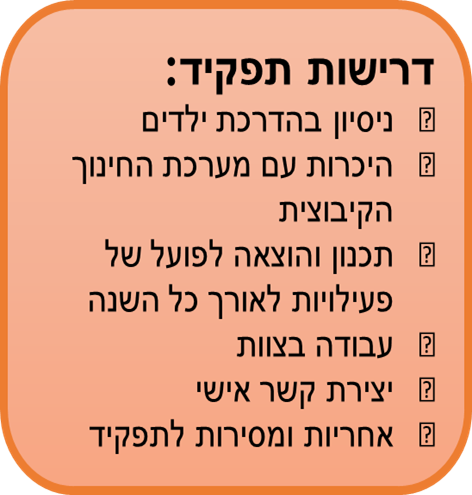 דרישות תפקיד:
ניסיון בהדרכת ילדים
היכרות עם מערכת החינוך
הקיבוצית
תכנון והוצאה לפועל של
פעילויות לאורך כל השנה
עבודה בצוות
יצירת קשר אישי
אחריות ומסירות לתפקיד